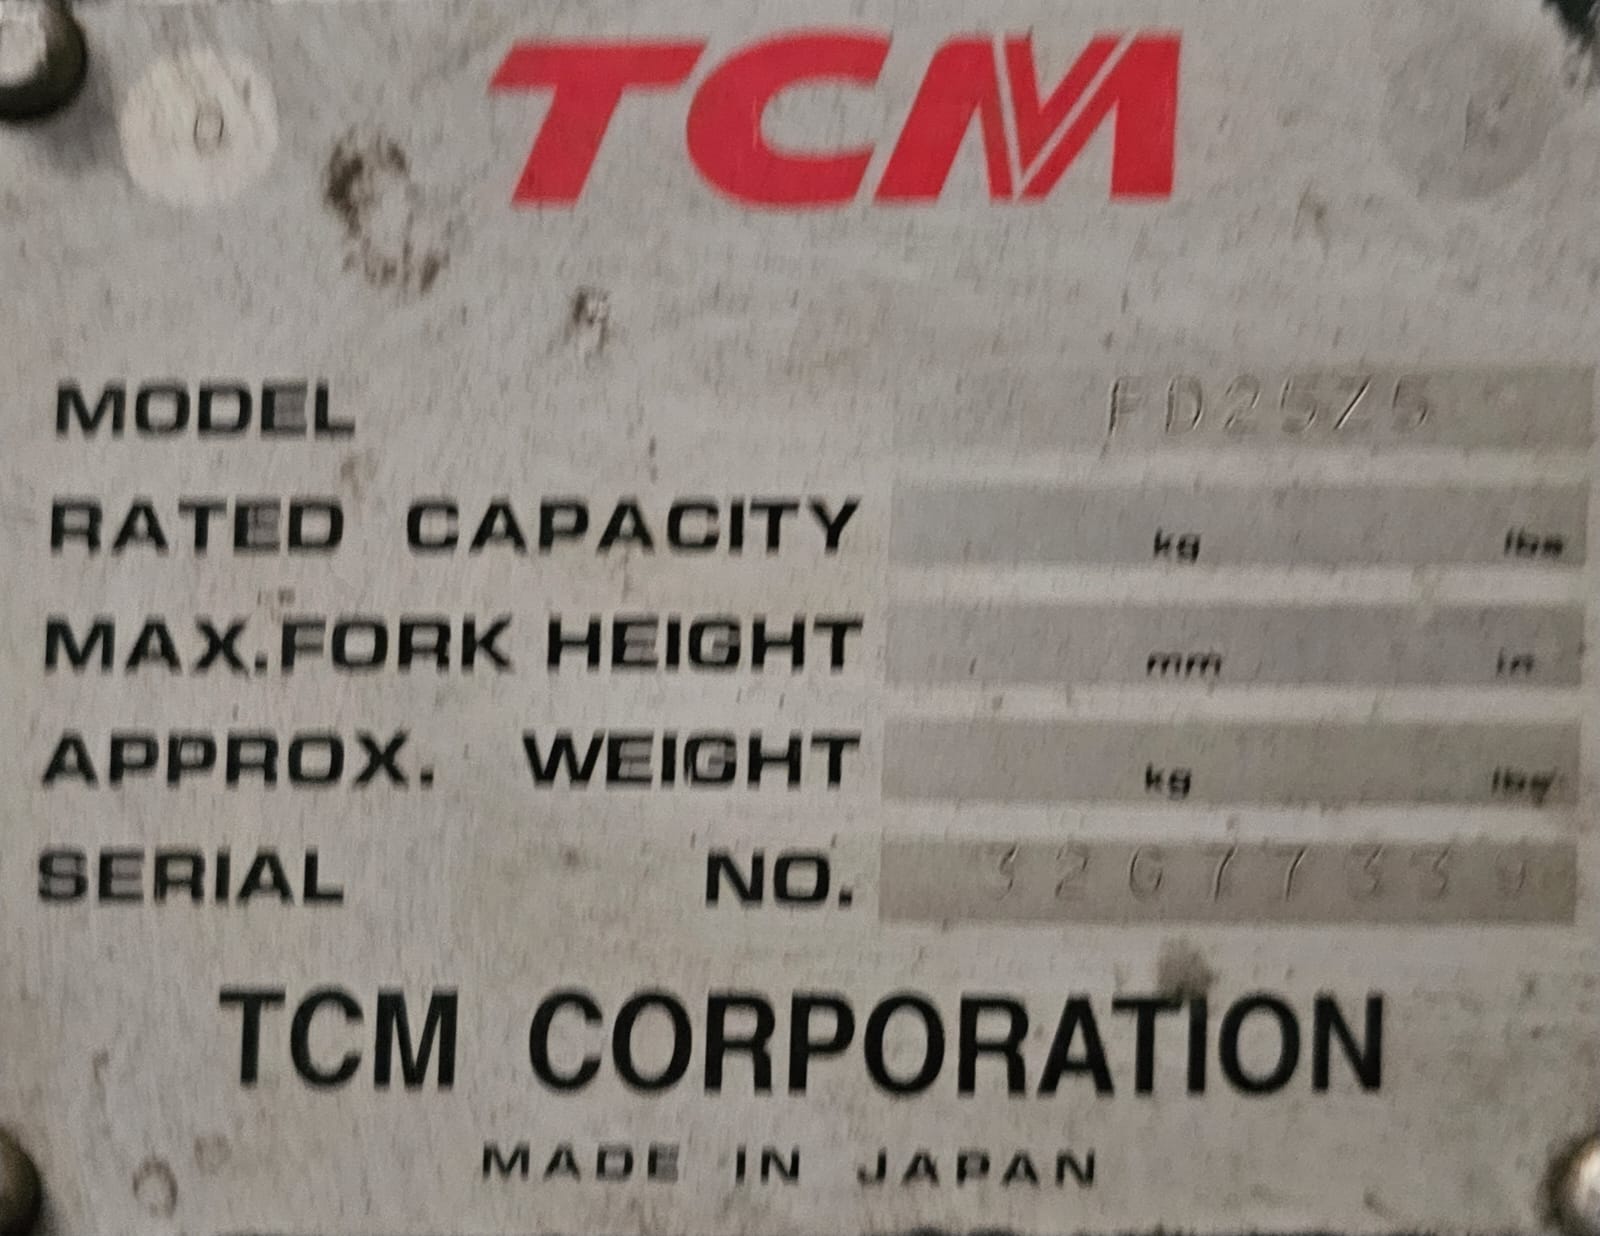 TCM
MODEL FD25Z5
RATED CAPACITY kg lbs
MAX.FORK HEIGHT mm in
APPROX. WEIGHT kg lbs
SERIAL NO.
TCM CORPORATION
MADE IN JAPAN